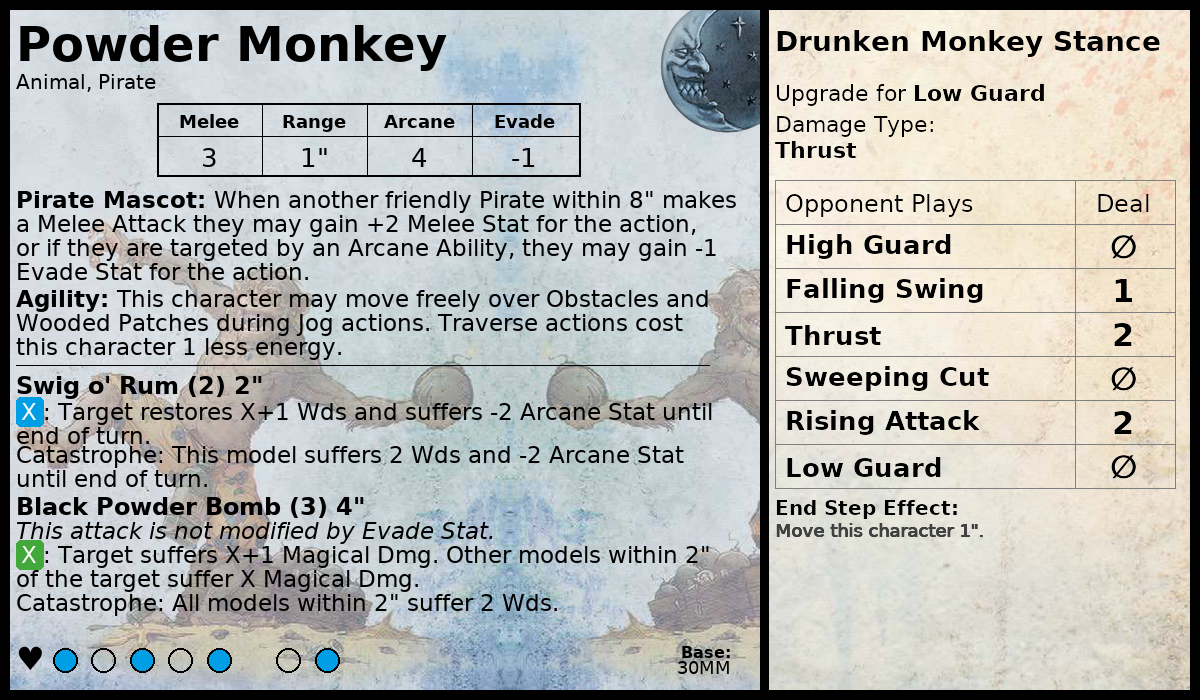 Powder Monkey
Animal, Pirate
Melee Range Arcane Evade
3 1" 4 -1
Pirate Mascot: When another friendly Pirate within 8" makes
a Melee Attack they may gain +2 Melee Stat for the action,
or if they are targeted by an Arcane Ability, they may gain -1
Evade Stat for the action.
Agility: This character may move freely over Obstacles and
Wooded Patches during Jog actions. Traverse actions cost
this character 1 less energy.
Swig o' Rum (2) 2"
X: Target restores X+1 Wds and suffers -2 Arcane Stat until
end of turn.
Catastrophe: This model suffers 2 Wds and -2 Arcane Stat
until end of turn.
Black Powder Bomb (3) 4"
This attack is not modified by Evade Stat.
X: Target suffers X+1 Magical Dmg. Other models within 2"
of the target suffer X Magical Dmg.
Catastrophe: All models within 2" suffer 2 Wds.
Base:
30MM
Drunken Monkey Stance
Upgrade for Low Guard
Damage Type:
Thrust
Opponent Plays Deal
High Guard ∅
Falling Swing 1
Thrust 2
Sweeping Cut ∅
Rising Attack 2
Low Guard ∅
End Step Effect:
Move this character 1".